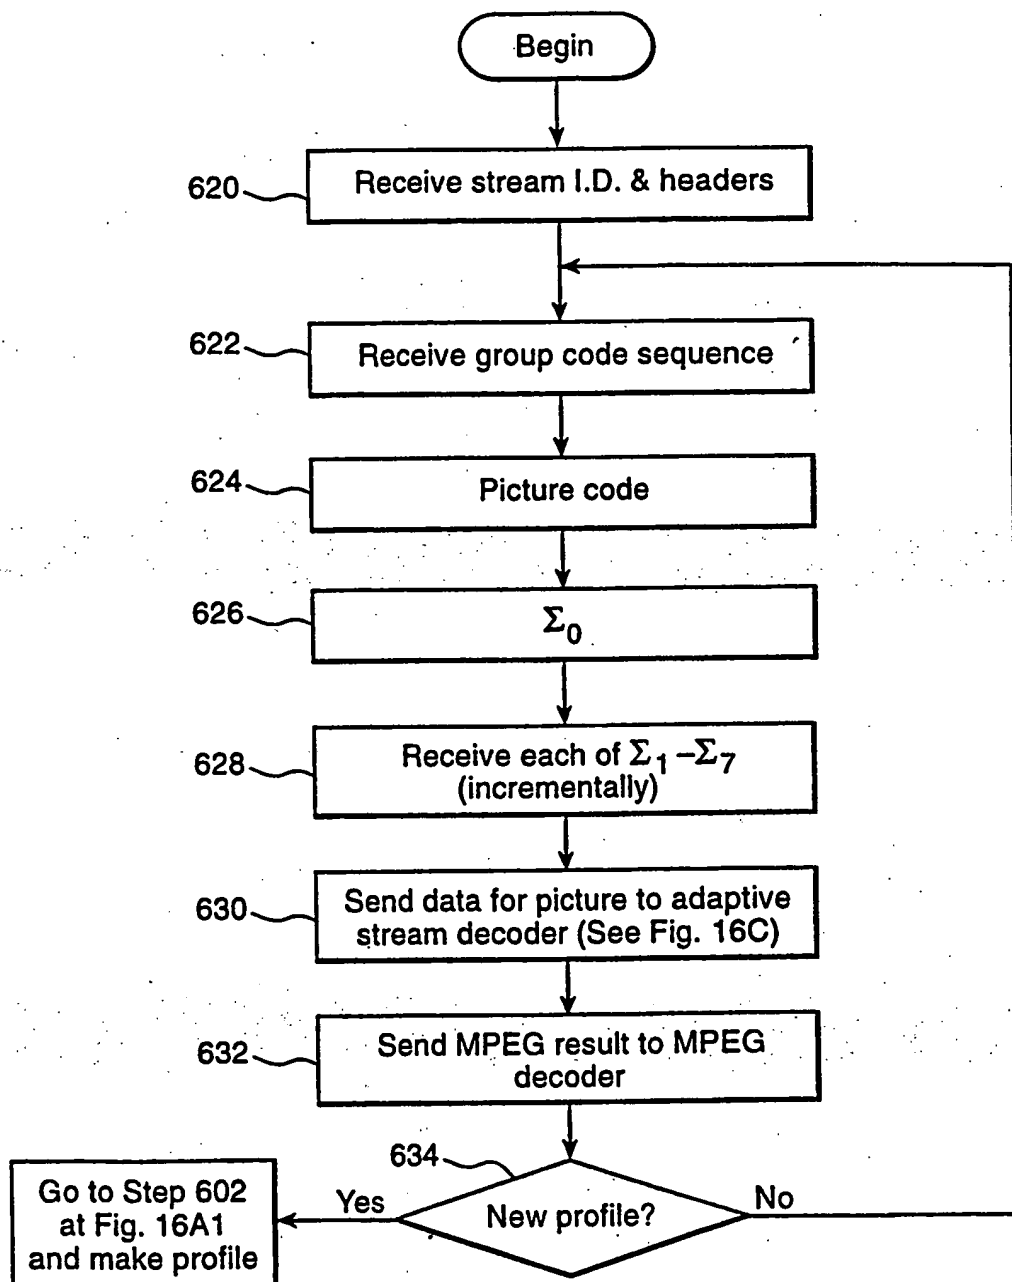 Begin
620
Receive stream I.D. & headers
622
Receive group code sequence
624
Picture code
626
Σ₀
628
Receive each of Σ₁–Σ₇
(incrementally)
630
Send data for picture to adaptive
stream decoder (See Fig. 16C)
632
Send MPEG result to MPEG
decoder
634
New profile?
Yes
No
Go to Step 602
at Fig. 16A1
and make profile